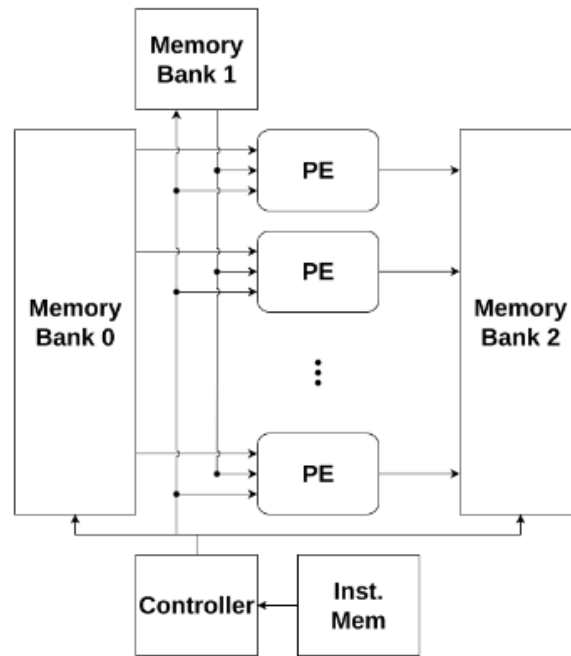 Memory
Bank 1
PE
PE
Memory
Bank 0
Memory
Bank 2
PE
Controller
Inst.
Mem